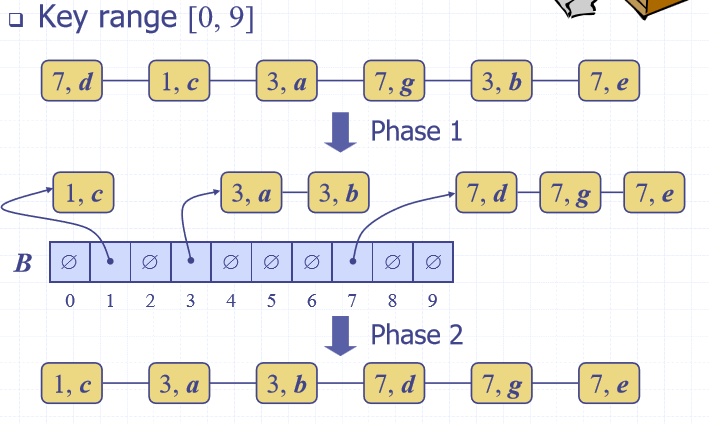 Key range [0, 9]
7, d 1, c 3, a 7, g 3, b 7, e
Phase 1
1, c 3, a 3, b 7, d 7, g 7, e
B ∅ ∅ ∅ ∅ ∅ ∅ ∅
0 1 2 3 4 5 6 7 8 9
Phase 2
1, c 3, a 3, b 7, d 7, g 7, e